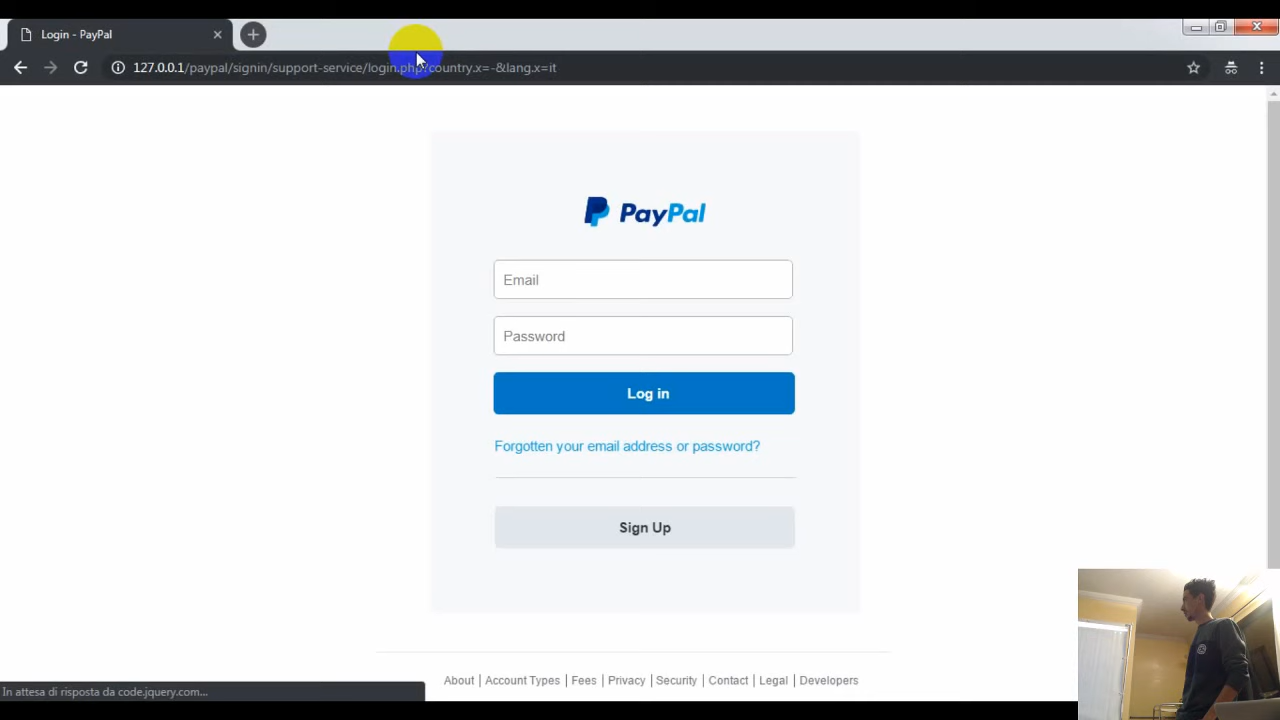 Login - PayPal
127.0.0.1/paypal/signin/support-service/login.php?country.x=-&lang.x=it
PayPal
Email
Password
Log in
Forgotten your email address or password?
Sign Up
About | Account Types | Fees | Privacy | Security | Contact | Legal | Developers
In attesa di risposta da code.jquery.com...